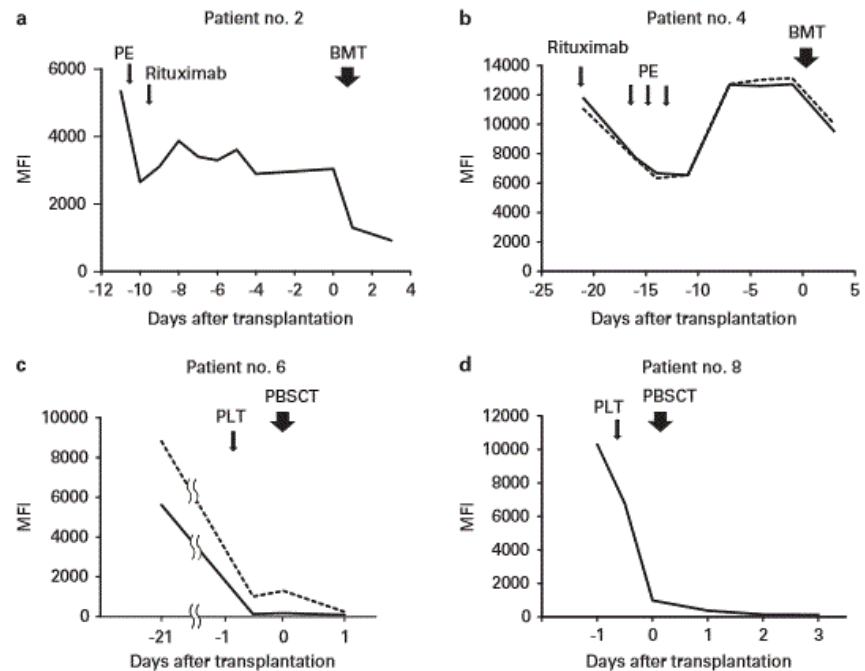 a
Patient no. 2
PE
Rituximab
BMT
6000
4000
2000
0
MFI
-12 -10 -8 -6 -4 -2 0 2 4
Days after transplantation
b
Patient no. 4
Rituximab
PE
BMT
14000
12000
10000
8000
6000
4000
2000
0
MFI
-25 -20 -15 -10 -5 0 5
Days after transplantation
c
Patient no. 6
PLT
PBSCT
10000
8000
6000
4000
2000
0
MFI
-21 -1 0 1
Days after transplantation
d
Patient no. 8
PLT
PBSCT
12000
10000
8000
6000
4000
2000
0
MFI
-1 0 1 2 3
Days after transplantation